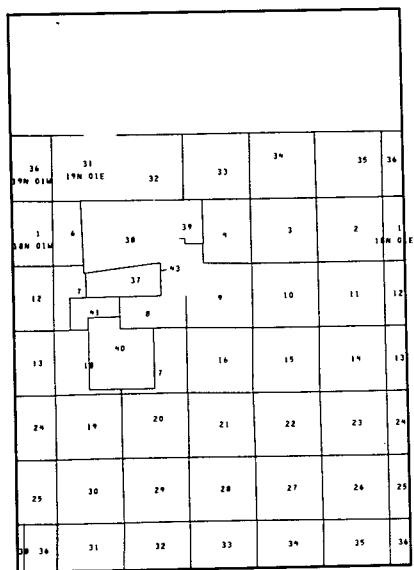 36 31 33 34 35 36
39N 01W 19N 01E 32
1 6 39 4 3 2 1
18N 01W 38 18N 01E
43
37
12 7 9 10 11 12
41 8
40
13 18 7 16 15 14 13
24 19 20 21 22 23 24
25 30 29 28 27 26 25
36 31 32 33 34 35 36